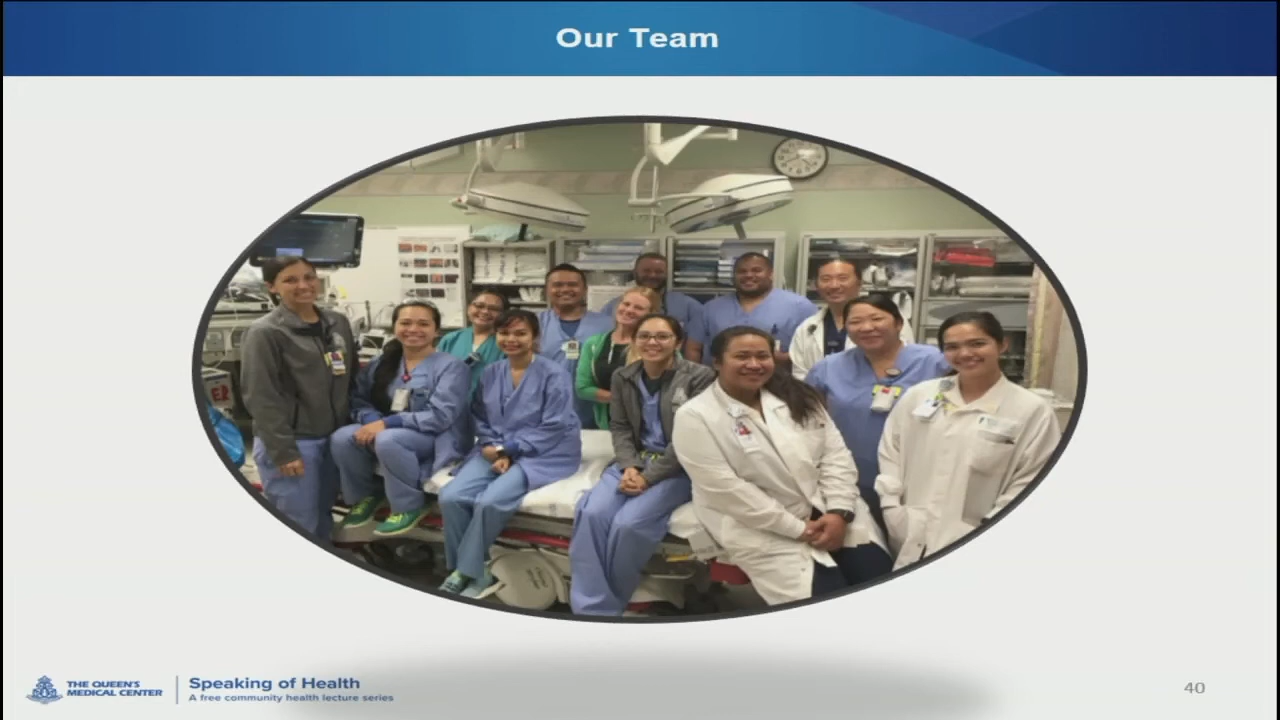 Our Team
THE QUEEN'S
MEDICAL CENTER
Speaking of Health
A free community health lecture series
40